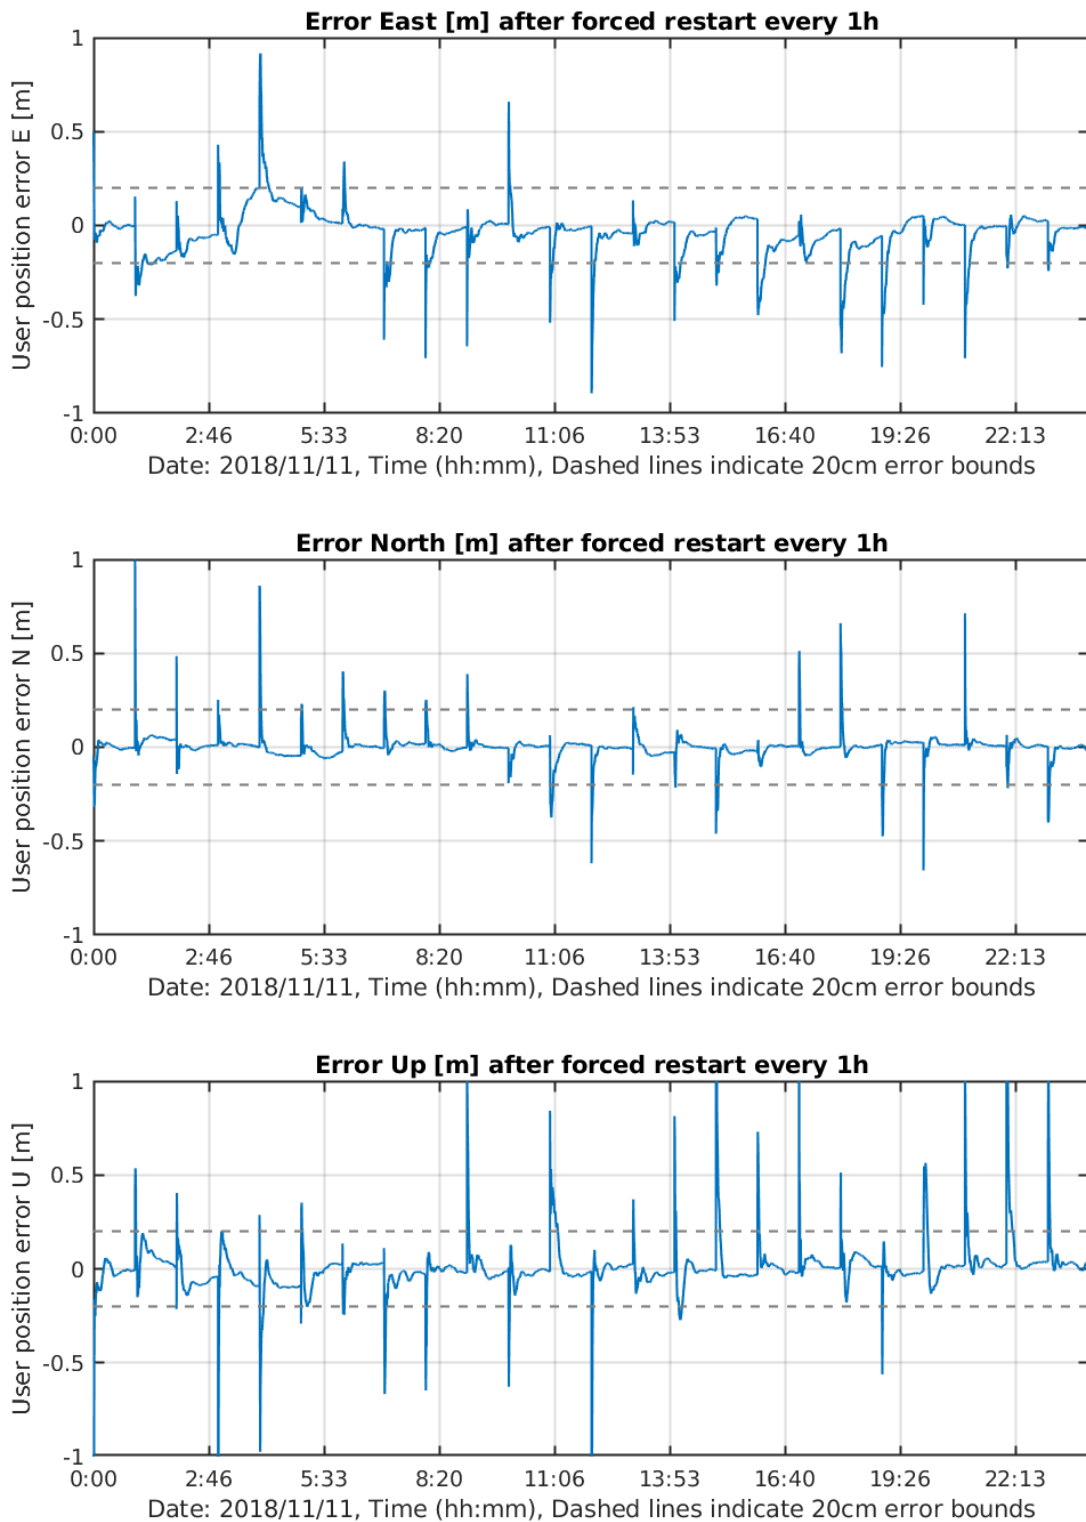 Error East [m] after forced restart every 1h
User position error E [m]
1
0.5
0
-0.5
-1
0:00 2:46 5:33 8:20 11:06 13:53 16:40 19:26 22:13
Date: 2018/11/11, Time (hh:mm), Dashed lines indicate 20cm error bounds
Error North [m] after forced restart every 1h
User position error N [m]
1
0.5
0
-0.5
-1
0:00 2:46 5:33 8:20 11:06 13:53 16:40 19:26 22:13
Date: 2018/11/11, Time (hh:mm), Dashed lines indicate 20cm error bounds
Error Up [m] after forced restart every 1h
User position error U [m]
1
0.5
0
-0.5
-1
0:00 2:46 5:33 8:20 11:06 13:53 16:40 19:26 22:13
Date: 2018/11/11, Time (hh:mm), Dashed lines indicate 20cm error bounds